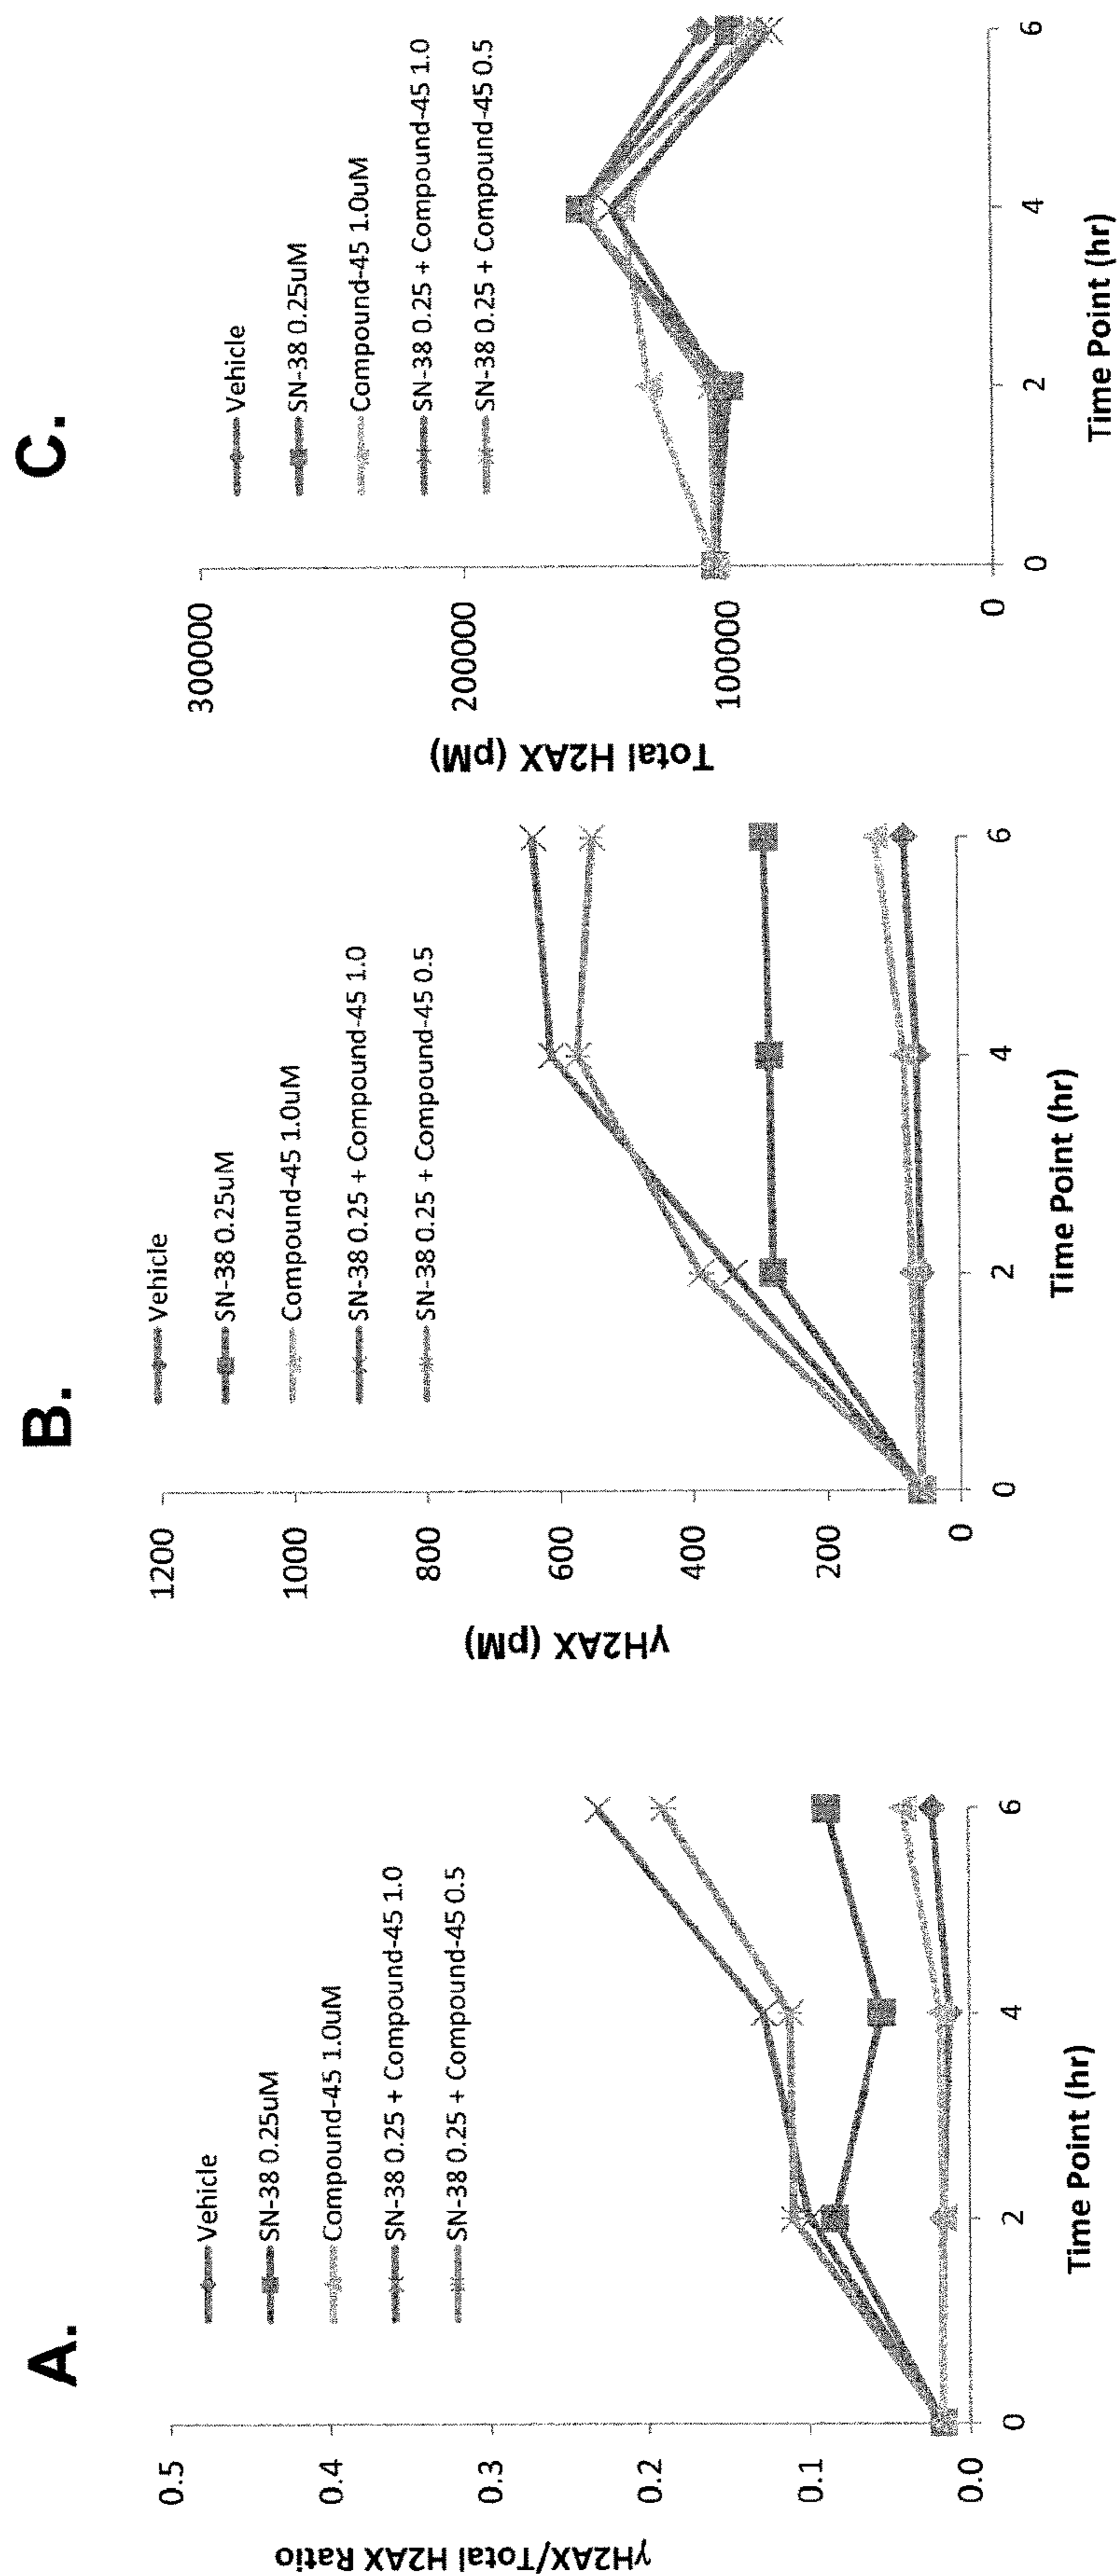 A.
γH2AX/Total H2AX Ratio
0.5
0.4
0.3
0.2
0.1
0.0
Vehicle
SN-38 0.25uM
Compound-45 1.0uM
SN-38 0.25 + Compound-45 1.0
SN-38 0.25 + Compound-45 0.5
0 2 4 6
Time Point (hr)
B.
γH2AX (pM)
1200
1000
800
600
400
200
0
Vehicle
SN-38 0.25uM
Compound-45 1.0uM
SN-38 0.25 + Compound-45 1.0
SN-38 0.25 + Compound-45 0.5
0 2 4 6
Time Point (hr)
C.
Total H2AX (pM)
300000
200000
100000
0
Vehicle
SN-38 0.25uM
Compound-45 1.0uM
SN-38 0.25 + Compound-45 1.0
SN-38 0.25 + Compound-45 0.5
0 2 4 6
Time Point (hr)